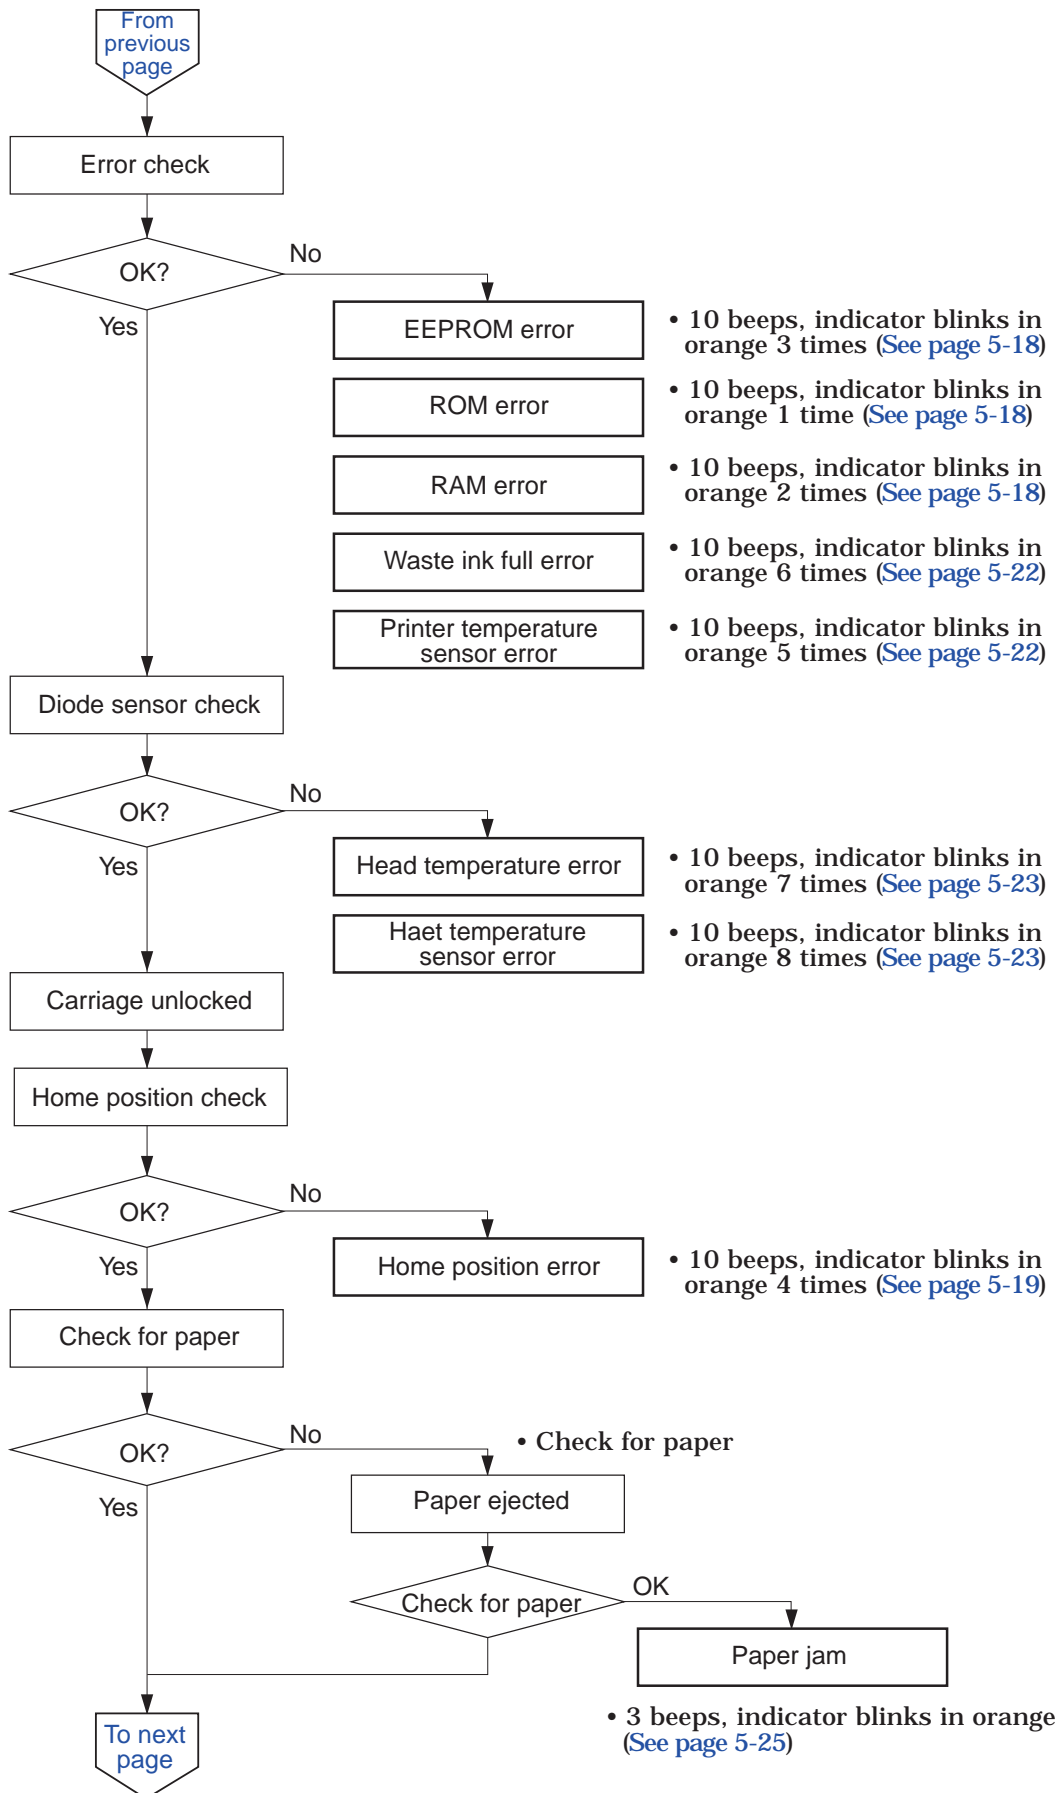 From
previous
page
Error check
OK?
No
Yes
EEPROM error
• 10 beeps, indicator blinks in
orange 3 times (See page 5-18)
ROM error
• 10 beeps, indicator blinks in
orange 1 time (See page 5-18)
RAM error
• 10 beeps, indicator blinks in
orange 2 times (See page 5-18)
Waste ink full error
• 10 beeps, indicator blinks in
orange 6 times (See page 5-22)
Printer temperature
sensor error
• 10 beeps, indicator blinks in
orange 5 times (See page 5-22)
Diode sensor check
OK?
No
Yes
Head temperature error
• 10 beeps, indicator blinks in
orange 7 times (See page 5-23)
Haet temperature
sensor error
• 10 beeps, indicator blinks in
orange 8 times (See page 5-23)
Carriage unlocked
Home position check
OK?
No
Yes
Home position error
• 10 beeps, indicator blinks in
orange 4 times (See page 5-19)
Check for paper
OK?
No
Yes
• Check for paper
Paper ejected
Check for paper
OK
Paper jam
• 3 beeps, indicator blinks in orange
(See page 5-25)
To next
page